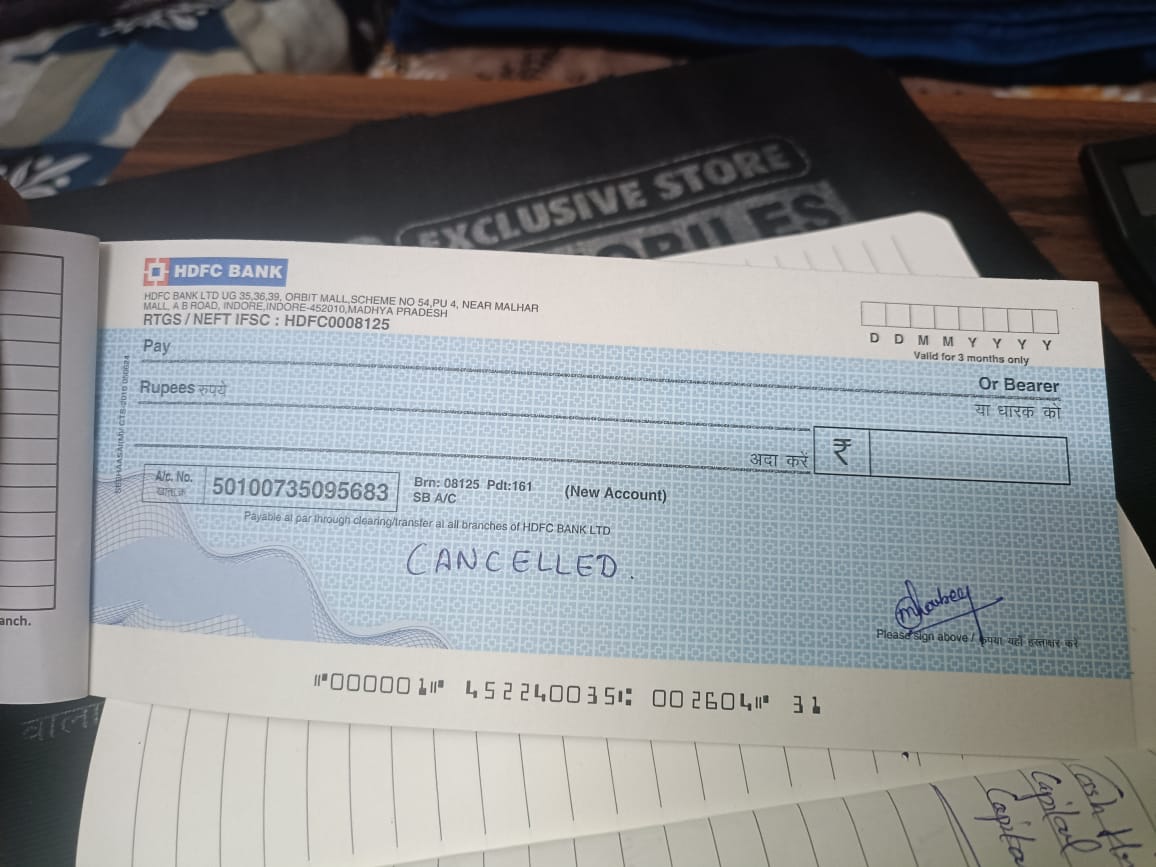 EXCLUSIVE STORE
HDFC BANK
HDFC BANK LTD UG 35,36,39, ORBIT MALL,SCHEME NO 54,PU 4, NEAR MALHAR
MALL, A B ROAD, INDORE,INDORE-452010,MADHYA PRADESH
RTGS / NEFT IFSC : HDFC0008125
D D M M Y Y Y Y
Valid for 3 months only
Pay
Or Bearer
या धारक को
Rupees रुपये
अदा करें ₹
A/c. No.
50100735095683
Brn: 08125 Pdt:161
SB A/C
(New Account)
Payable at par through clearing/transfer at all branches of HDFC BANK LTD
CANCELLED.
Please sign above / कृपया यहाँ हस्ताक्षर करें
anch.
⑈000001⑈ 452240035⑆ 002604⑈ 31
वाला
Capital